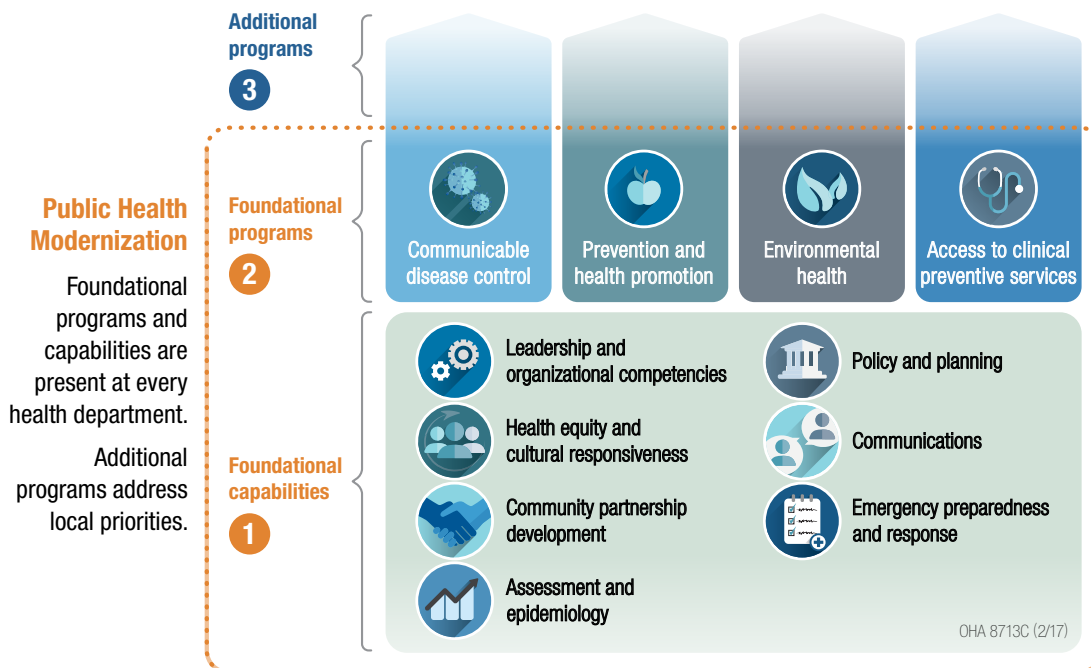 Additional
programs
3
Public Health
Modernization
Foundational
programs and
capabilities are
present at every
health department.
Additional
programs address
local priorities.
Foundational
programs
2
Communicable
disease control
Prevention and
health promotion
Environmental
health
Access to clinical
preventive services
Foundational
capabilities
1
Leadership and
organizational competencies
Health equity and
cultural responsiveness
Community partnership
development
Assessment and
epidemiology
Policy and planning
Communications
Emergency preparedness
and response
OHA 8713C (2/17)